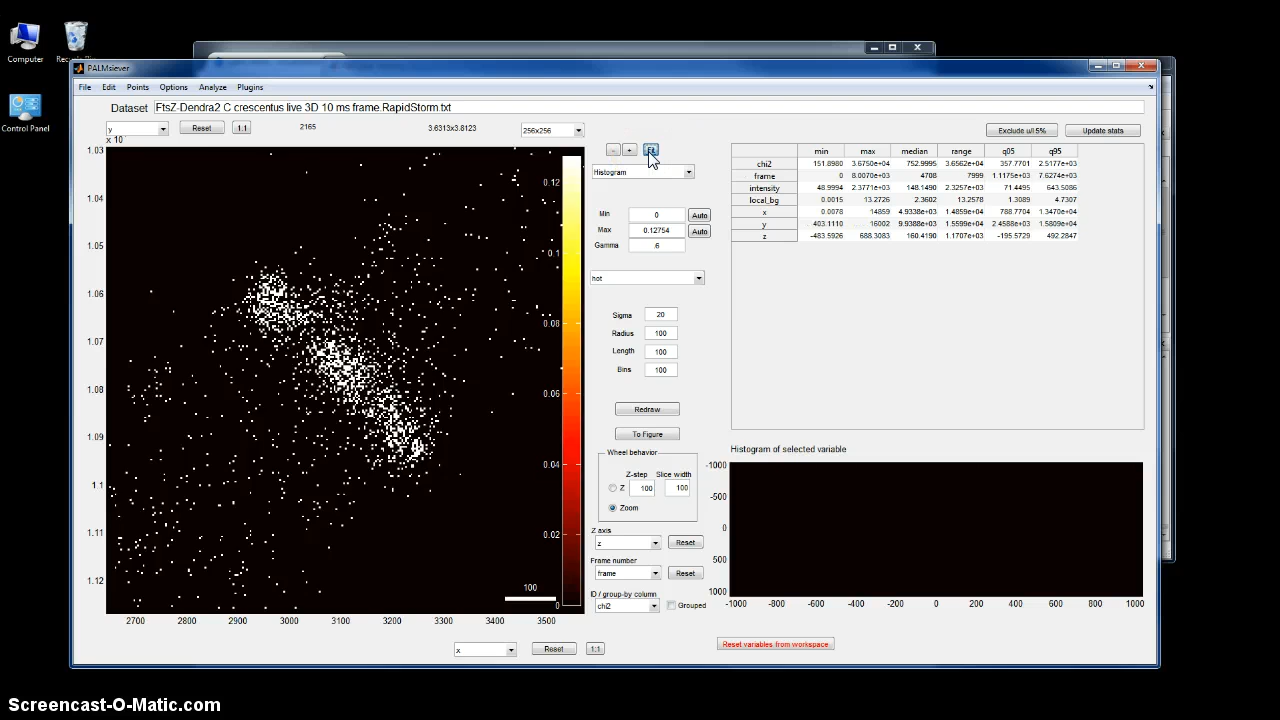 Computer
Recycle Bin
Control Panel
PALMsiever
File Edit Points Options Analyze Plugins
Dataset FtsZ-Dendra2 C crescentus live 3D 10 ms frame.RapidStorm.txt
y Reset 1:1 2165 3.6313x3.8123 256x256 Exclude u/l 5% Update stats
x 10
- + Fit
Histogram
Min 0 Auto
Max 0.12754 Auto
Gamma .6
hot
Sigma 20
Radius 100
Length 100
Bins 100
Redraw
To Figure
Wheel behavior
Z-step Slice width
Z 100 100
Zoom
Z axis
z Reset
Frame number
frame Reset
ID / group-by column
chi2 Grouped
min max median range q05 q95
chi2 151.8980 3.6750e+04 752.9995 3.6562e+04 357.7701 2.5177e+03
frame 0 8.0070e+03 4708 7999 1.1175e+03 7.6274e+03
intensity 48.9994 2.3771e+03 148.1490 2.3257e+03 71.4495 643.5086
local_bg 0.0015 13.2726 2.3602 13.2578 1.3089 4.7307
x 0.0078 14859 4.9338e+03 1.4859e+04 788.7704 1.3470e+04
y 403.1110 16002 9.9388e+03 1.5599e+04 2.4588e+03 1.5809e+04
z -483.5926 688.3083 160.4190 1.1707e+03 -195.5729 492.2847
1.03
1.04
1.05
1.06
1.07
1.08
1.09
1.1
1.11
1.12
2700 2800 2900 3000 3100 3200 3300 3400 3500
0.12
0.1
0.08
0.06
0.04
0.02
0
100
x Reset 1:1
Histogram of selected variable
-1000
-500
0
500
1000
-1000 -800 -600 -400 -200 0 200 400 600 800 1000
Reset variables from workspace
Screencast-O-Matic.com